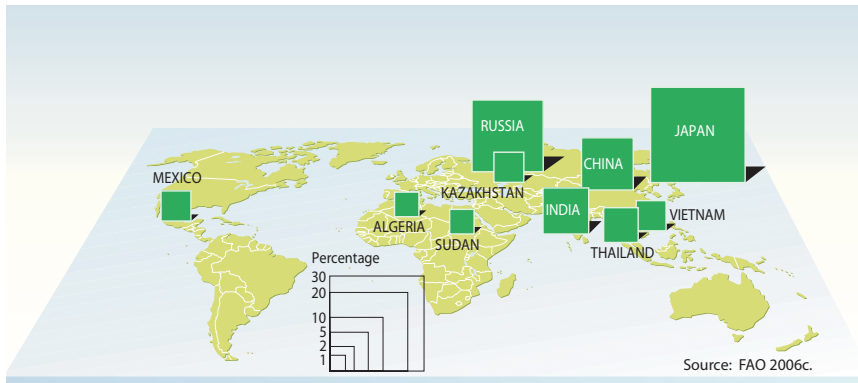 RUSSIA
JAPAN
CHINA
MEXICO
KAZAKHSTAN
INDIA
ALGERIA
VIETNAM
SUDAN
THAILAND
Percentage
30
20
10
5
2
1
Source: FAO 2006c.